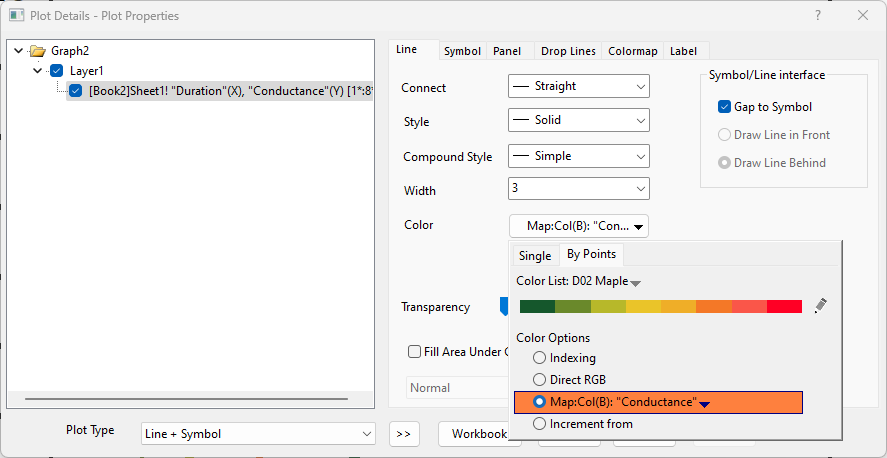 Plot Details - Plot Properties
?
Graph2
Layer1
[Book2]Sheet1! "Duration"(X), "Conductance"(Y) [1*:8*
Line
Symbol
Panel
Drop Lines
Colormap
Label
Connect
Straight
Style
Solid
Compound Style
Simple
Width
3
Color
Map:Col(B): "Con...
Symbol/Line interface
Gap to Symbol
Draw Line in Front
Draw Line Behind
Single
By Points
Color List: D02 Maple
Transparency
Color Options
Indexing
Direct RGB
Map:Col(B): "Conductance"
Increment from
Fill Area Under
Normal
Plot Type
Line + Symbol
>>
Workbook